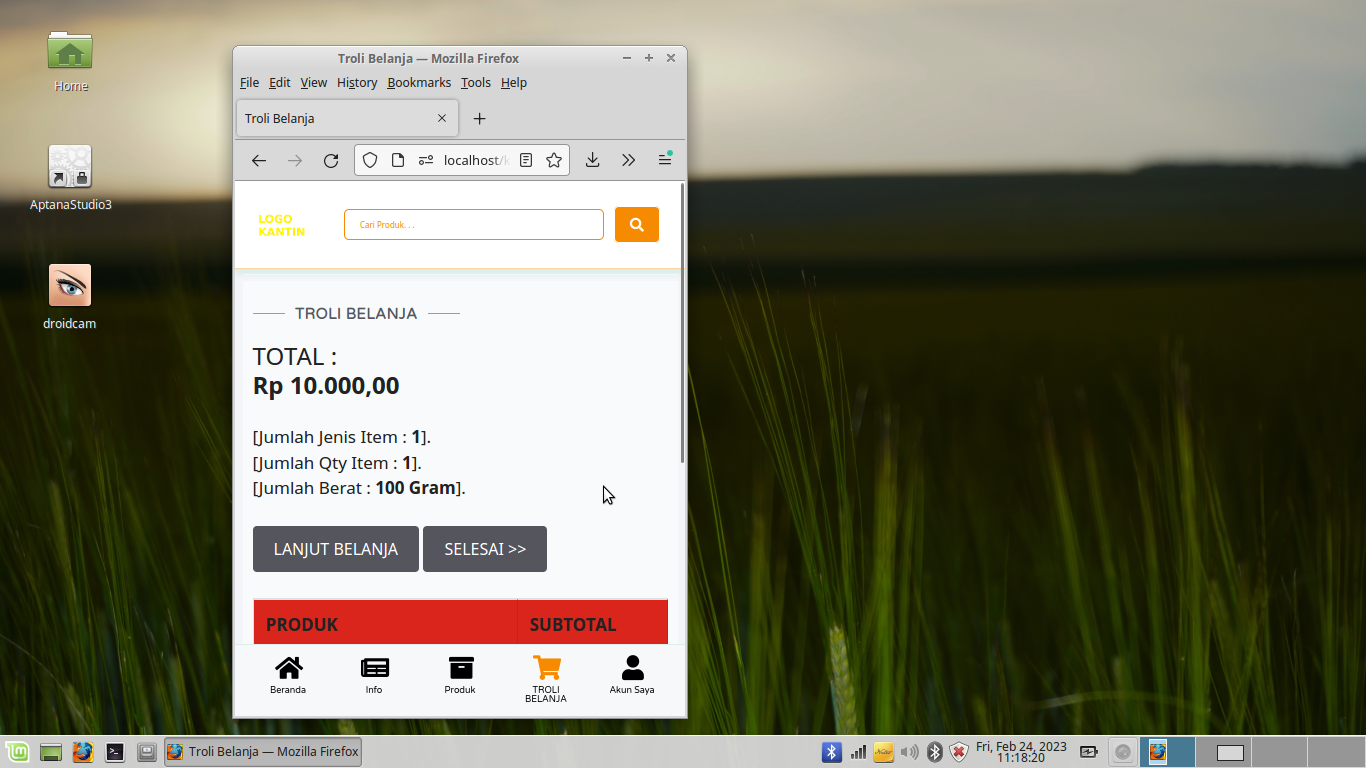 Home
AptanaStudio3
droidcam
Troli Belanja — Mozilla Firefox
File Edit View History Bookmarks Tools Help
Troli Belanja
localhost/k
LOGO
KANTIN
Cari Produk. . .
TROLI BELANJA
TOTAL :
Rp 10.000,00
[Jumlah Jenis Item : 1].
[Jumlah Qty Item : 1].
[Jumlah Berat : 100 Gram].
LANJUT BELANJA
SELESAI >>
PRODUK SUBTOTAL
Beranda
Info
Produk
TROLI
BELANJA
Akun Saya
Troli Belanja — Mozilla Firefox
Fri, Feb 24, 2023
11:18:20